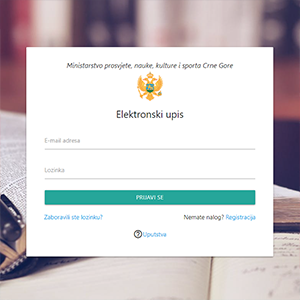 Ministarstvo prosvjete, nauke, kulture i sporta Crne Gore
Elektronski upis
E-mail adresa
Lozinka
PRIJAVI SE
Zaboravili ste lozinku? Nemate nalog? Registracija
Uputstva